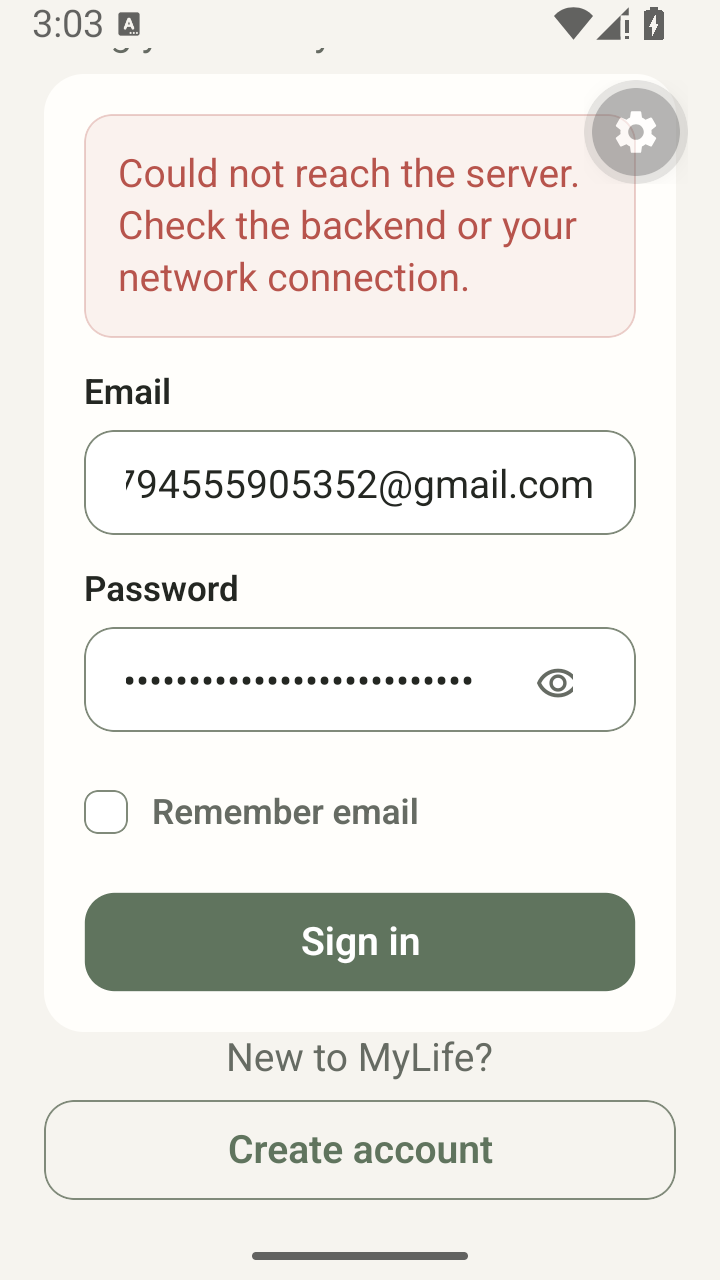 3:03
Could not reach the server.
Check the backend or your
network connection.
Email
794555905352@gmail.com
Password
Remember email
Sign in
New to MyLife?
Create account